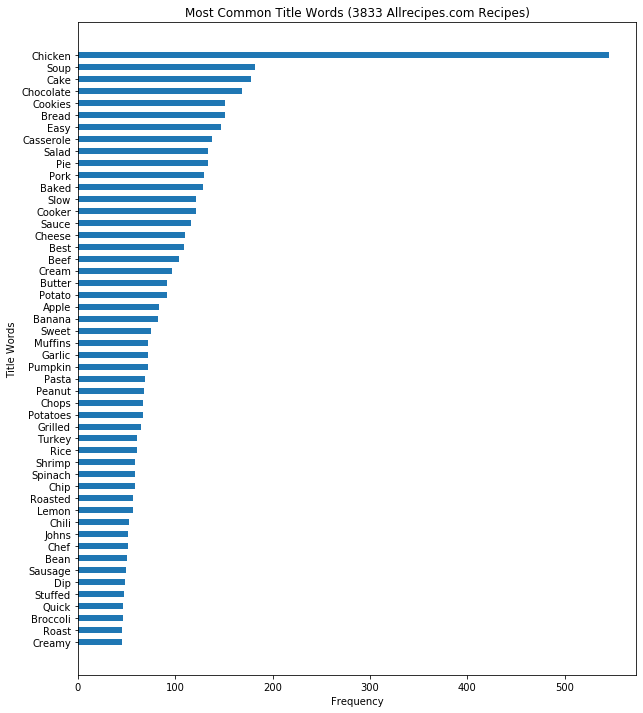 Most Common Title Words (3833 Allrecipes.com Recipes)
Title Words
Chicken
Soup
Cake
Chocolate
Cookies
Bread
Easy
Casserole
Salad
Pie
Pork
Baked
Slow
Cooker
Sauce
Cheese
Best
Beef
Cream
Butter
Potato
Apple
Banana
Sweet
Muffins
Garlic
Pumpkin
Pasta
Peanut
Chops
Potatoes
Grilled
Turkey
Rice
Shrimp
Spinach
Chip
Roasted
Lemon
Chili
Johns
Chef
Bean
Sausage
Dip
Stuffed
Quick
Broccoli
Roast
Creamy
0 100 200 300 400 500
Frequency